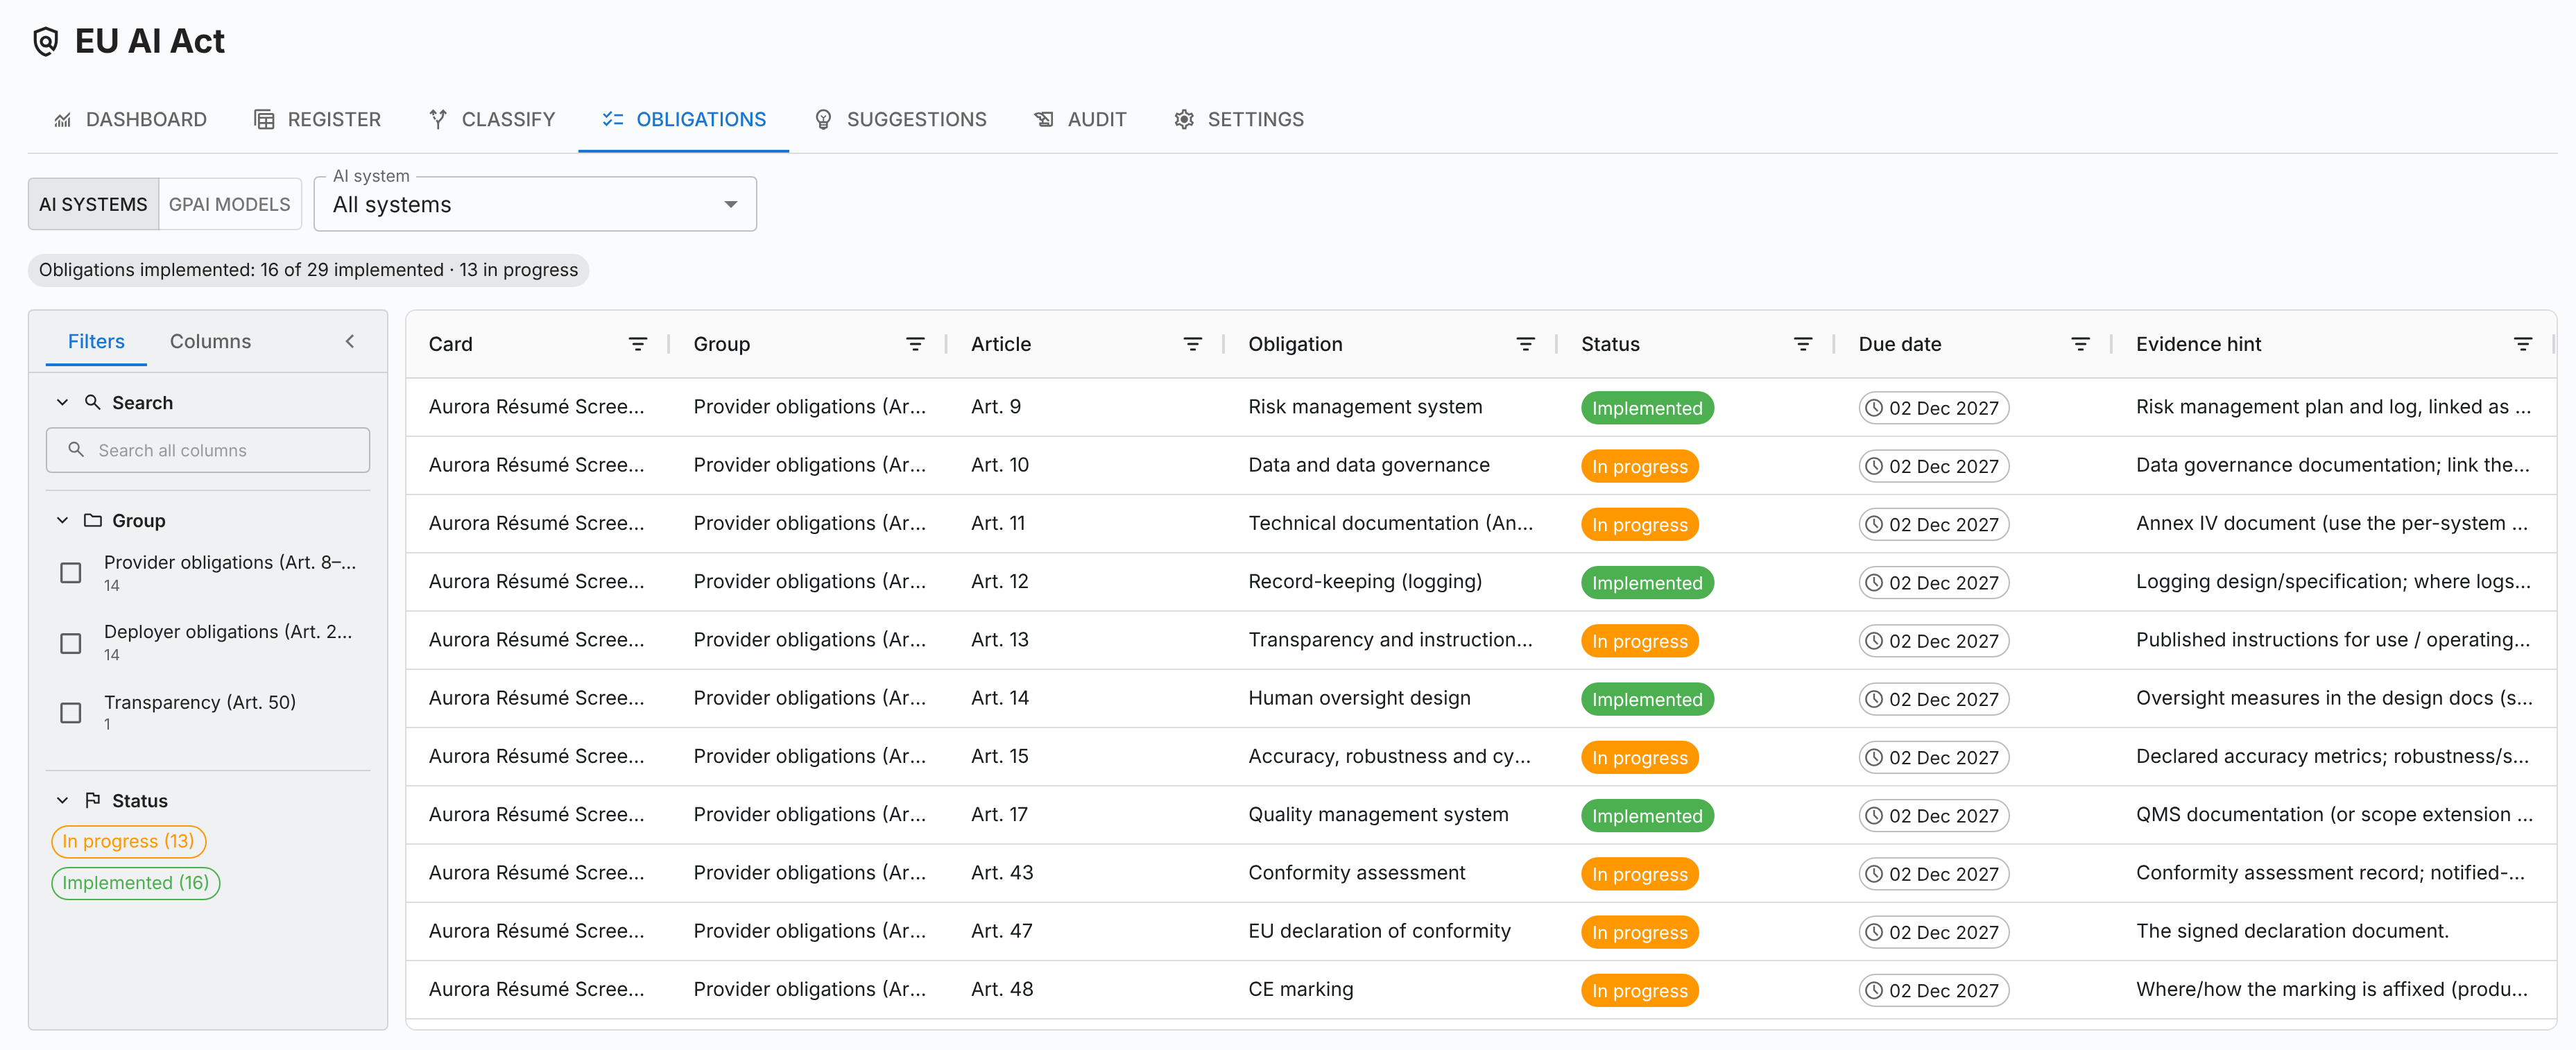 EU AI Act
DASHBOARD REGISTER CLASSIFY OBLIGATIONS SUGGESTIONS AUDIT SETTINGS
AI SYSTEMS GPAI MODELS
AI system
All systems
Obligations implemented: 16 of 29 implemented · 13 in progress
Filters Columns
Search
Search all columns
Group
Provider obligations (Art. 8–...
14
Deployer obligations (Art. 2...
14
Transparency (Art. 50)
1
Status
In progress (13)
Implemented (16)
Card Group Article Obligation Status Due date Evidence hint
Aurora Résumé Scree... Provider obligations (Ar... Art. 9 Risk management system Implemented 02 Dec 2027 Risk management plan and log, linked as ...
Aurora Résumé Scree... Provider obligations (Ar... Art. 10 Data and data governance In progress 02 Dec 2027 Data governance documentation; link the...
Aurora Résumé Scree... Provider obligations (Ar... Art. 11 Technical documentation (An... In progress 02 Dec 2027 Annex IV document (use the per-system ...
Aurora Résumé Scree... Provider obligations (Ar... Art. 12 Record-keeping (logging) Implemented 02 Dec 2027 Logging design/specification; where logs...
Aurora Résumé Scree... Provider obligations (Ar... Art. 13 Transparency and instruction... In progress 02 Dec 2027 Published instructions for use / operating...
Aurora Résumé Scree... Provider obligations (Ar... Art. 14 Human oversight design Implemented 02 Dec 2027 Oversight measures in the design docs (s...
Aurora Résumé Scree... Provider obligations (Ar... Art. 15 Accuracy, robustness and cy... In progress 02 Dec 2027 Declared accuracy metrics; robustness/s...
Aurora Résumé Scree... Provider obligations (Ar... Art. 17 Quality management system Implemented 02 Dec 2027 QMS documentation (or scope extension ...
Aurora Résumé Scree... Provider obligations (Ar... Art. 43 Conformity assessment In progress 02 Dec 2027 Conformity assessment record; notified-...
Aurora Résumé Scree... Provider obligations (Ar... Art. 47 EU declaration of conformity In progress 02 Dec 2027 The signed declaration document.
Aurora Résumé Scree... Provider obligations (Ar... Art. 48 CE marking In progress 02 Dec 2027 Where/how the marking is affixed (produ...